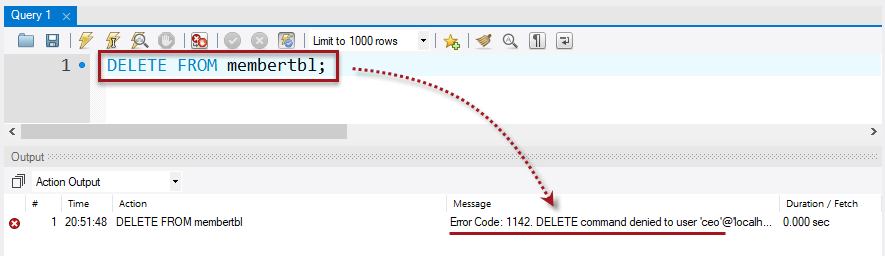 Query 1
Limit to 1000 rows
1 DELETE FROM membertbl;
Output
Action Output
# Time Action Message Duration / Fetch
1 20:51:48 DELETE FROM membertbl Error Code: 1142. DELETE command denied to user 'ceo'@'localh... 0.000 sec